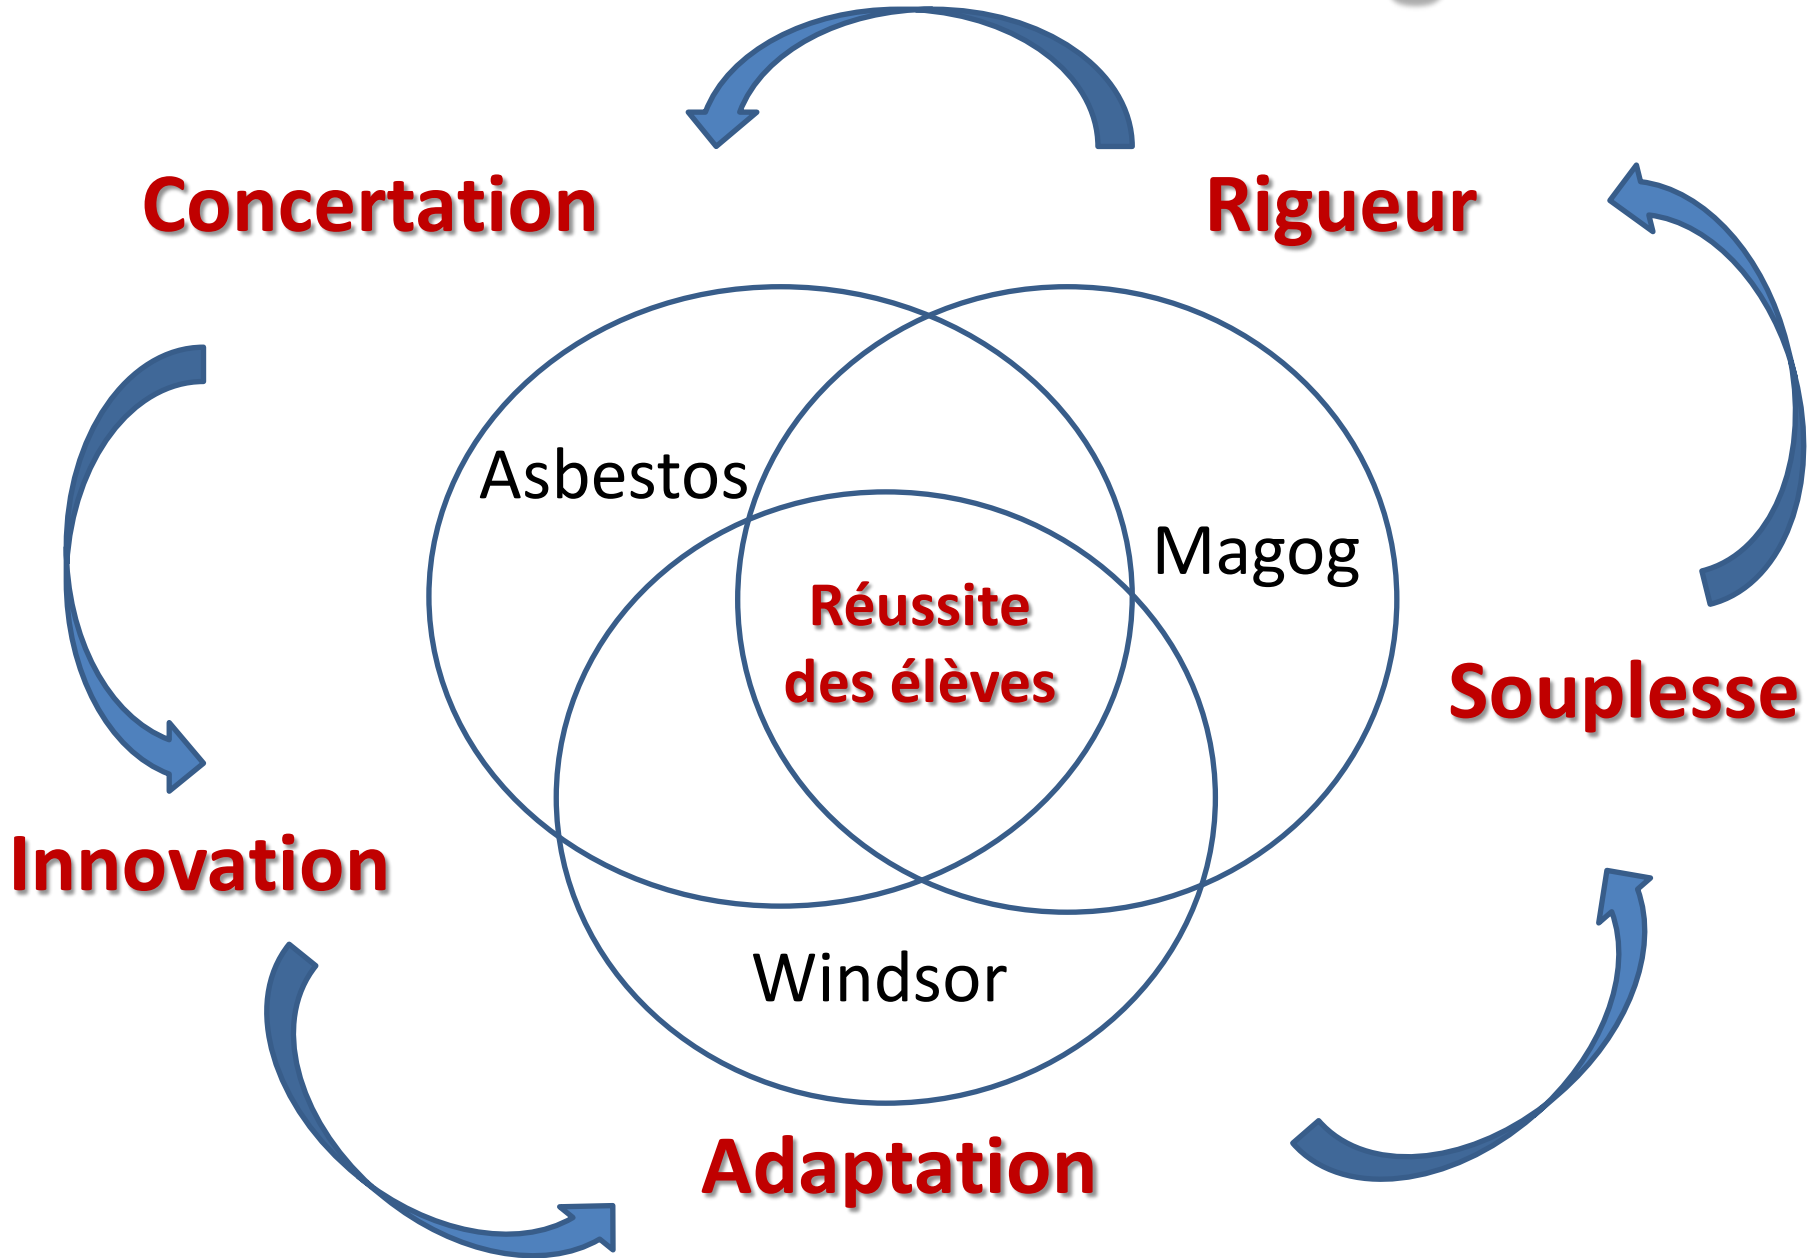 Concertation
Rigueur
Asbestos
Magog
Réussite
des élèves
Souplesse
Innovation
Windsor
Adaptation